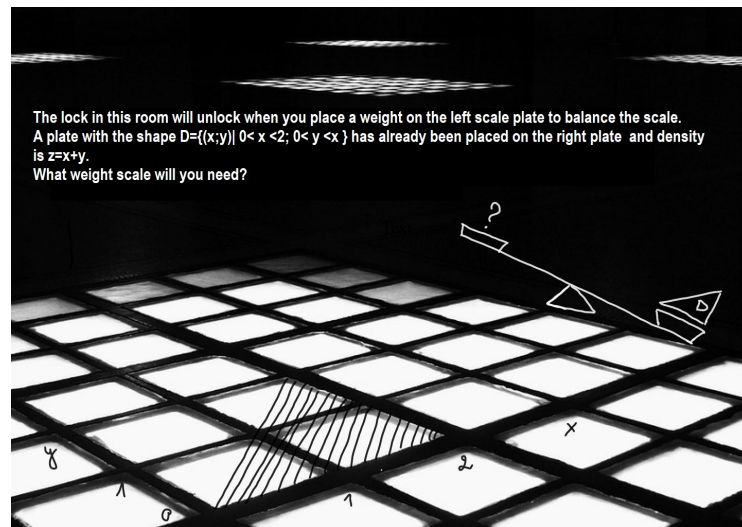 The lock in this room will unlock when you place a weight on the left scale plate to balance the scale.
A plate with the shape D={(x;y)| 0< x <2; 0< y <x } has already been placed on the right plate  and density
is z=x+y.
What weight scale will you need?
?
D
x
y
2
1
1
0